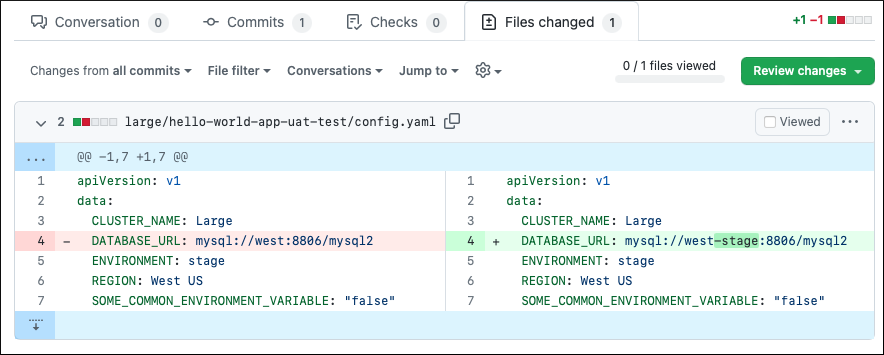 Conversation 0 Commits 1 Checks 0 Files changed 1 +1 −1
Changes from all commits File filter Conversations Jump to 0 / 1 files viewed Review changes
2 large/hello-world-app-uat-test/config.yaml Viewed ...
... @@ -1,7 +1,7 @@
1 apiVersion: v1 1 apiVersion: v1
2 data: 2 data:
3 CLUSTER_NAME: Large 3 CLUSTER_NAME: Large
4 - DATABASE_URL: mysql://west:8806/mysql2 4 + DATABASE_URL: mysql://west-stage:8806/mysql2
5 ENVIRONMENT: stage 5 ENVIRONMENT: stage
6 REGION: West US 6 REGION: West US
7 SOME_COMMON_ENVIRONMENT_VARIABLE: "false" 7 SOME_COMMON_ENVIRONMENT_VARIABLE: "false"